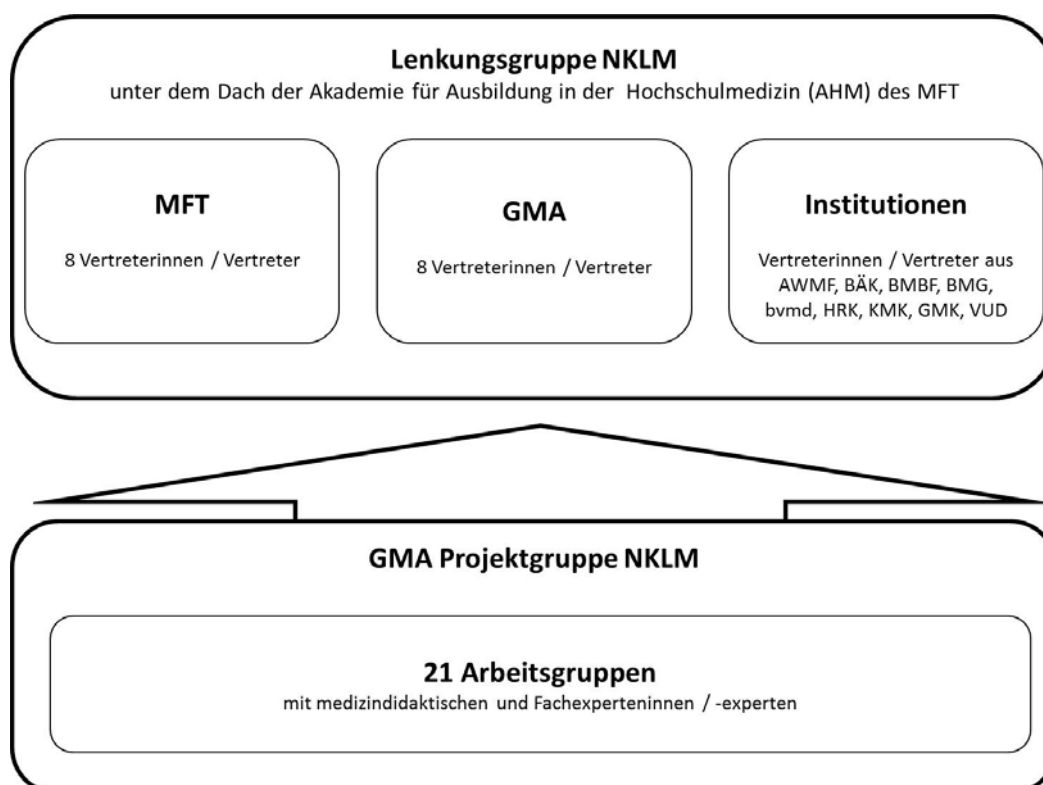 Lenkungsgruppe NKLM
unter dem Dach der Akademie für Ausbildung in der Hochschulmedizin (AHM) des MFT
MFT
8 Vertreterinnen / Vertreter
GMA
8 Vertreterinnen / Vertreter
Institutionen
Vertreterinnen / Vertreter aus
AWMF, BÄK, BMBF, BMG,
bvmd, HRK, KMK, GMK, VUD
GMA Projektgruppe NKLM
21 Arbeitsgruppen
mit medizindidaktischen und Fachexperteninnen / -experten